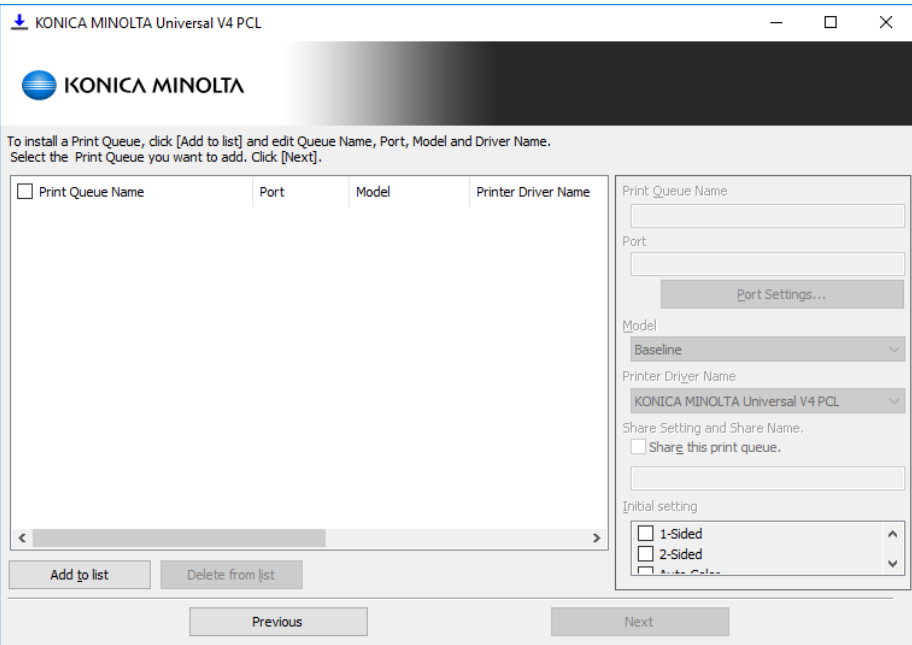 KONICA MINOLTA Universal V4 PCL
KONICA MINOLTA
To install a Print Queue, click [Add to list] and edit Queue Name, Port, Model and Driver Name.
Select the Print Queue you want to add. Click [Next].
Print Queue Name Port Model Printer Driver Name
Print Queue Name
Port
Port Settings...
Model
Baseline
Printer Driver Name
KONICA MINOLTA Universal V4 PCL
Share Setting and Share Name.
Share this print queue.
Initial setting
1-Sided
2-Sided
Auto Color
Add to list Delete from list
Previous Next